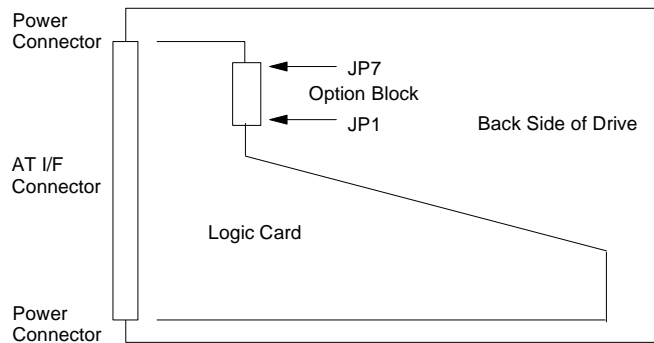 Power
Connector
JP7
Option Block
JP1
Back Side of Drive
AT I/F
Connector
Logic Card
Power
Connector